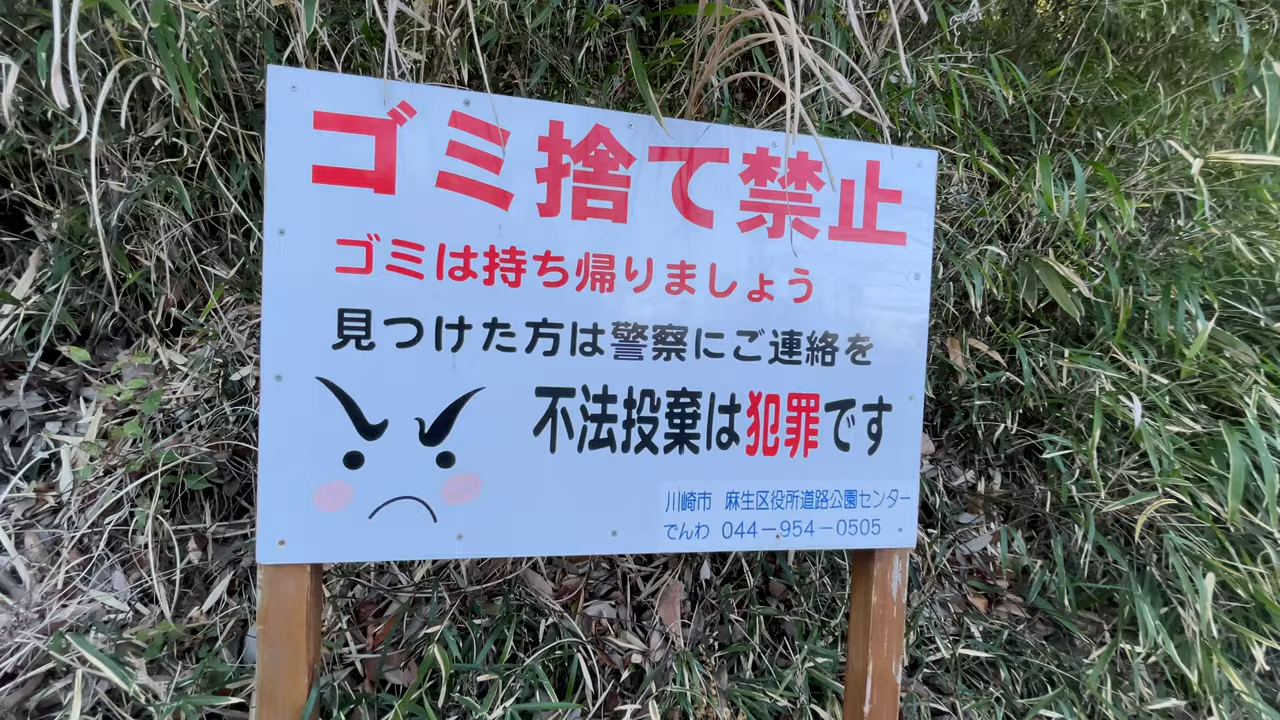 ゴミ捨て禁止
ゴミは持ち帰りましょう
見つけた方は警察にご連絡を
不法投棄は犯罪です
川崎市 麻生区役所道路公園センター
でんわ 044－954－0505